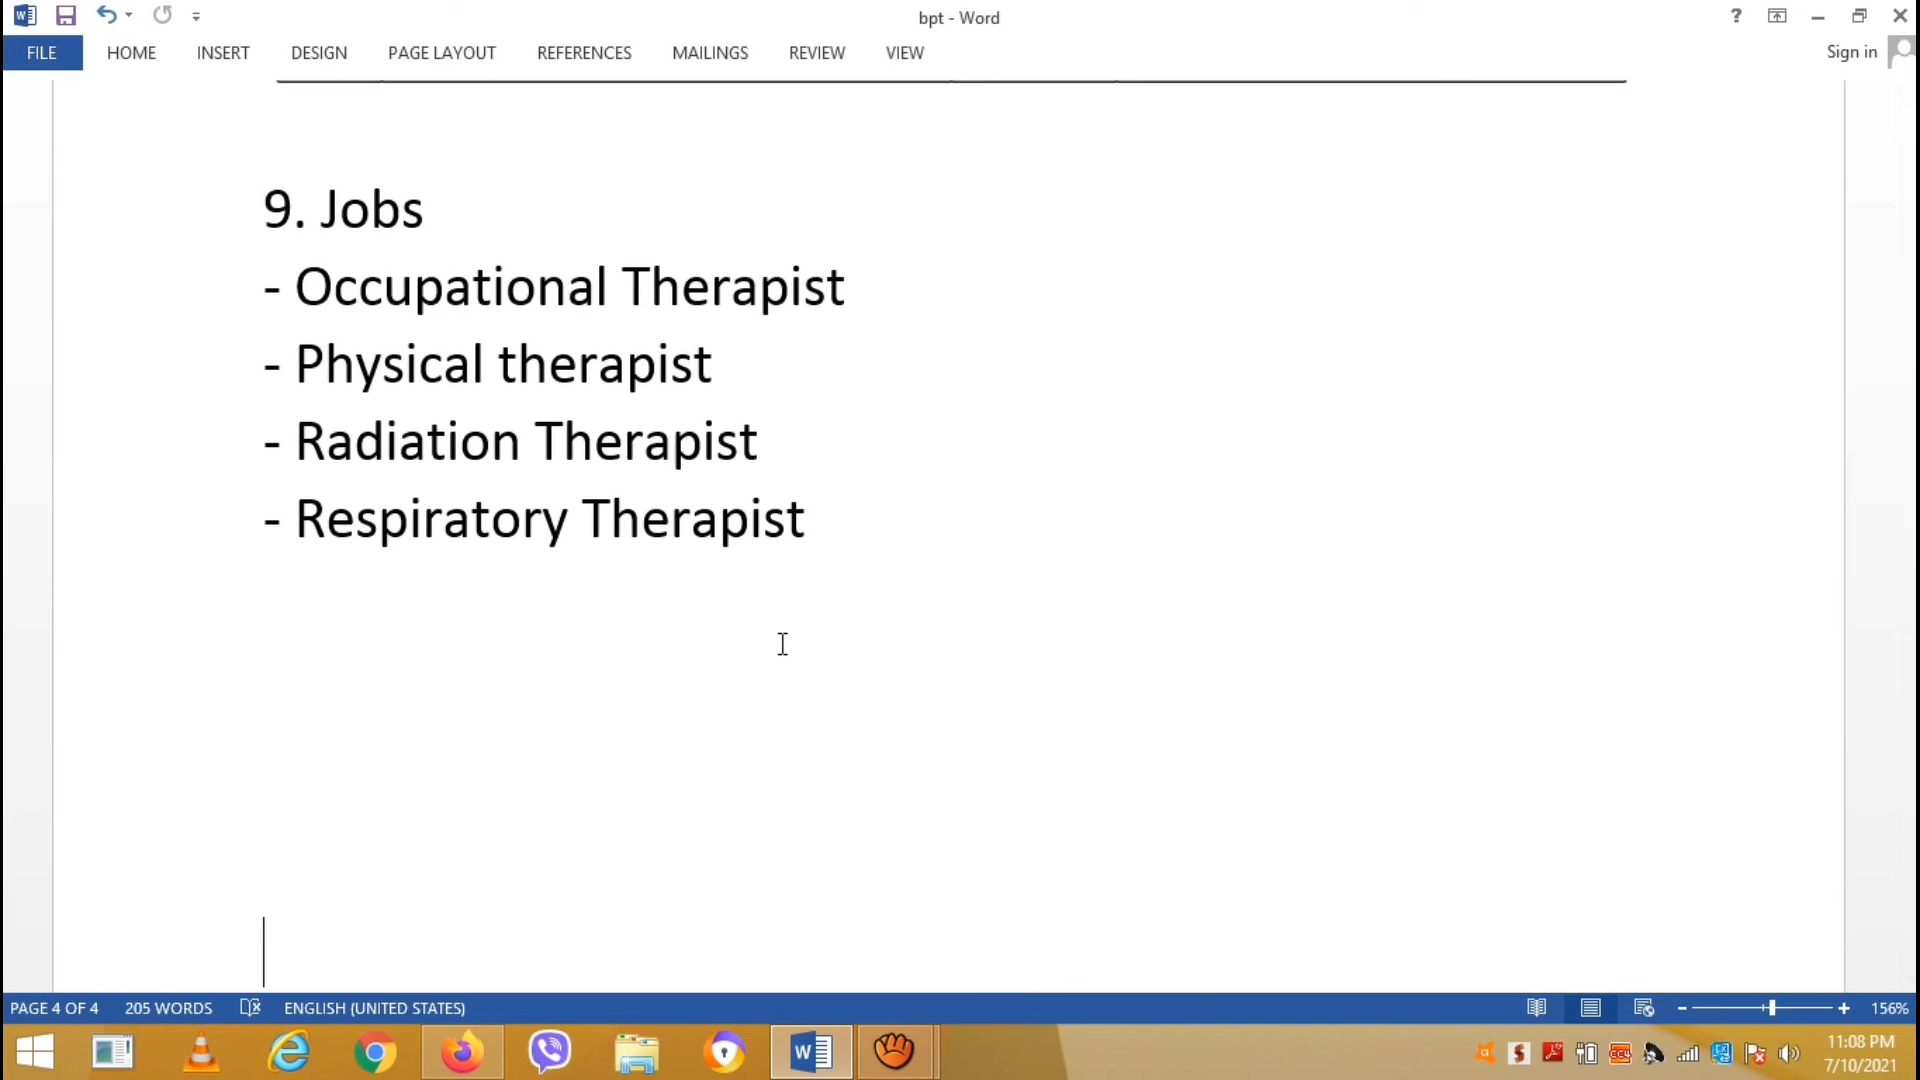 bpt - Word
?
FILE HOME INSERT DESIGN PAGE LAYOUT REFERENCES MAILINGS REVIEW VIEW Sign in
9. Jobs
- Occupational Therapist
- Physical therapist
- Radiation Therapist
- Respiratory Therapist
PAGE 4 OF 4 205 WORDS ENGLISH (UNITED STATES) 156%
11:08 PM
7/10/2021